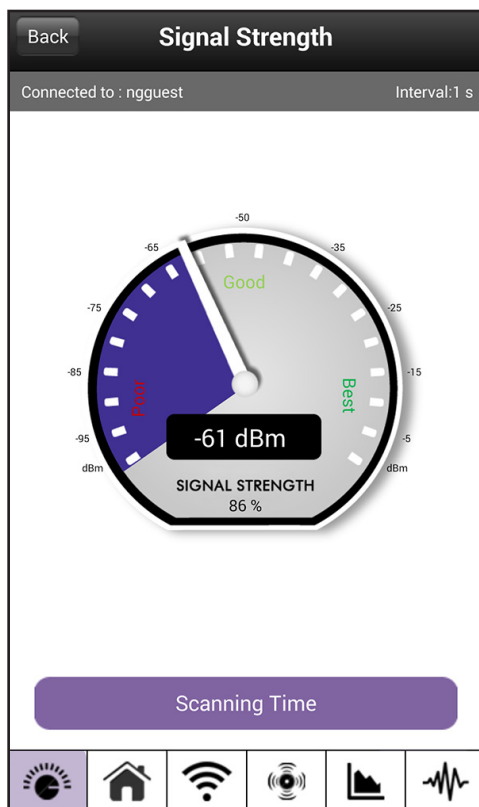 Back
Signal Strength
Connected to : ngguest
Interval:1 s
-50
-65
-35
Good
-75
-25
-85
-15
Poor
Best
-95
-5
-61 dBm
dBm
dBm
SIGNAL STRENGTH
86 %
Scanning Time